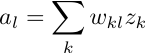 a_l = \sum_k w_{kl} z_k